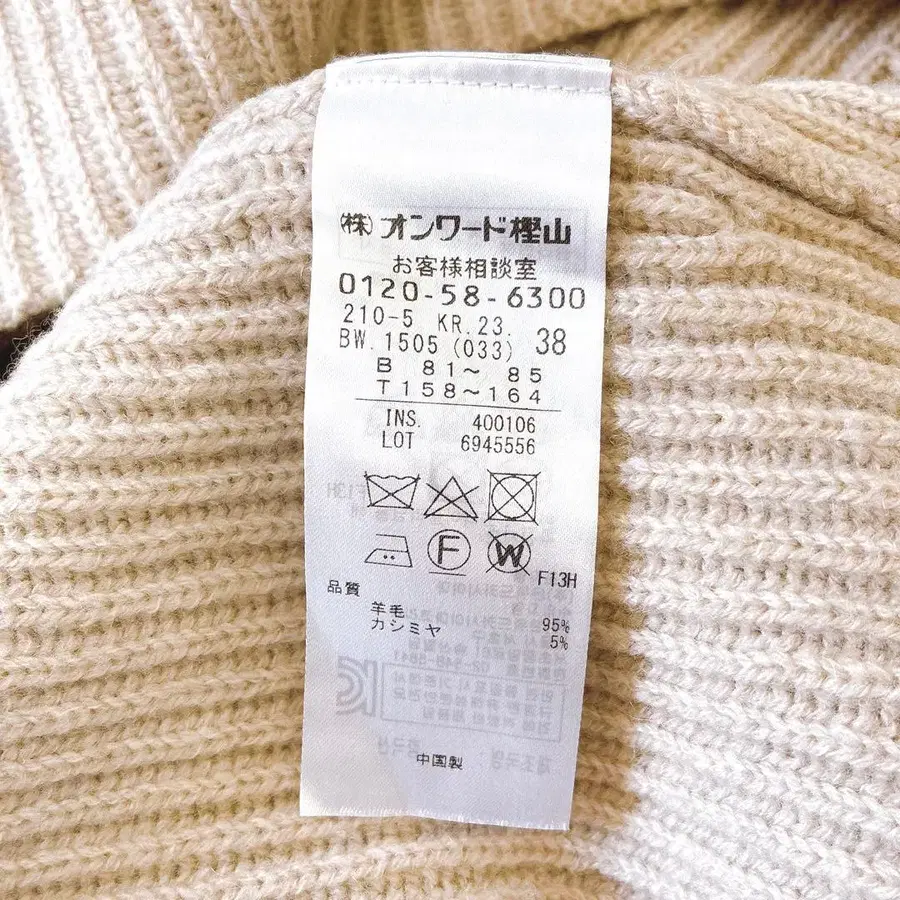 ㈱オンワード樫山
お客様相談室
0120-58-6300
210-5 KR.23. 38
BW.1505(033)
B 81〜 85
T158〜164
INS. 400106
LOT 6945556
F W
F13H
品質
羊毛 95%
カシミヤ 5%
中国製